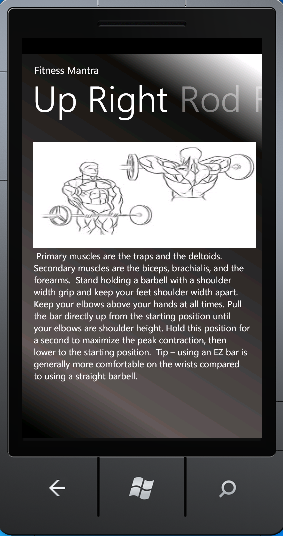 Fitness Mantra
Up Right Rod
Primary muscles are the traps and the deltoids.
Secondary muscles are the biceps, brachialis, and the
forearms.  Stand holding a barbell with a shoulder
width grip and keep your feet shoulder width apart.
Keep your elbows above your hands at all times. Pull
the bar directly up from the starting position until
your elbows are shoulder height. Hold this position for
a second to maximize the peak contraction, then
lower to the starting position.  Tip – using an EZ bar is
generally more comfortable on the wrists compared
to using a straight barbell.